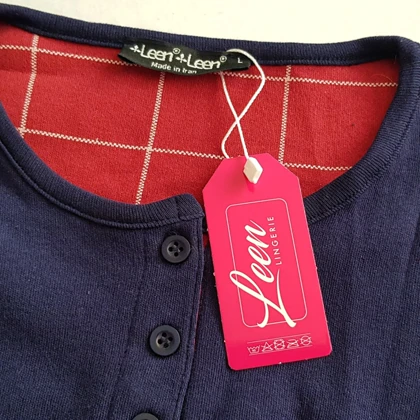 Leen® Leen®
Made in Iran
L
Leen
LINGERIE